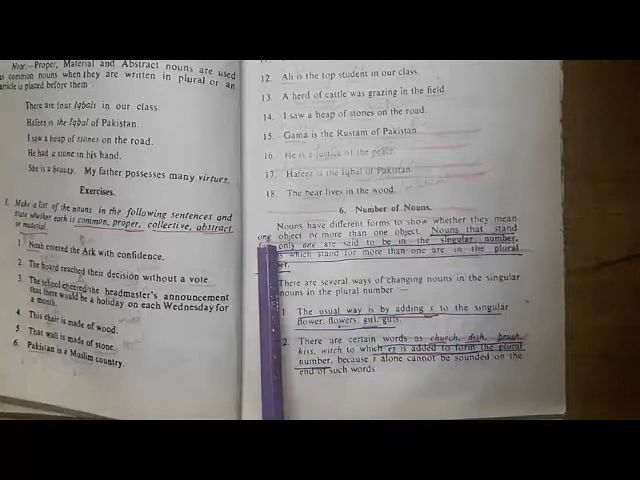 Note:—Proper, Material and Abstract nouns are used
as common nouns when they are written in plural or an
article is placed before them :
There are four Iqbals in our class.
Hafeez is the Iqbal of Pakistan.
I saw a heap of stones on the road.
He had a stone in his hand.
She is a beauty. My father possesses many virtues.
Exercises.
1. Make a list of the nouns in the following sentences and
state whether each is common, proper, collective, abstract
or material.
1 Noah entered the Ark with confidence.
2. The board reached their decision without a vote
3. The school cheered the headmaster's announcement
that there would be a holiday on each Wednesday for
a month.
4. This chair is made of wood.
5 That wall is made of stone.
6. Pakistan is a Muslim country.
12. Ali is the top student in our class.
13. A herd of cattle was grazing in the field
14. I saw a heap of stones on the road.
15. Gama is the Rustam of Pakistan
16. He is a justice of the peace.
17. Hafeez is the Iqbal of Pakistan
18. The bear lives in the wood.
6. Number of Nouns.
Nouns have different forms to show whether they mean
one object or more than one object. Nouns that stand
only one are said to be in the singular number,
which stand for more than one are in the plural
There are several ways of changing nouns in the singular
nouns in the plural number —
1 The usual way is by adding s to the singular
flower, flowers; girl, girls.
2. There are certain words as church, dish, brush,
kiss, witch to which es is added to form the plural
number, because s alone cannot be sounded on the
end of such words